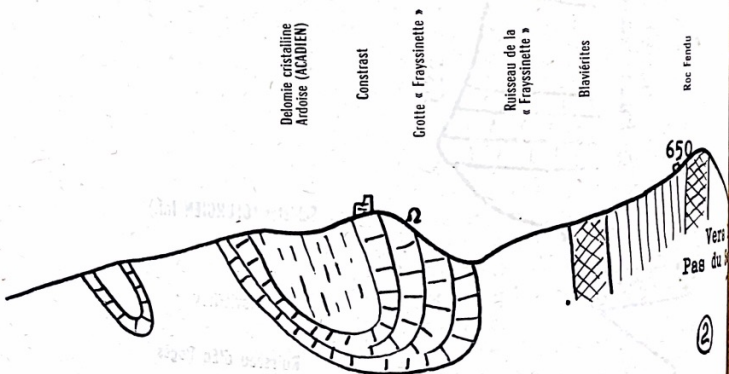 Delomie cristalline
Ardoise (ACADIEN)
Constrast
Grotte « Frayssinette »
Ruisseau de la
« Frayssinette »
Blaviérites
Roc Fendu
650
Ω
Vers
Pas du
2